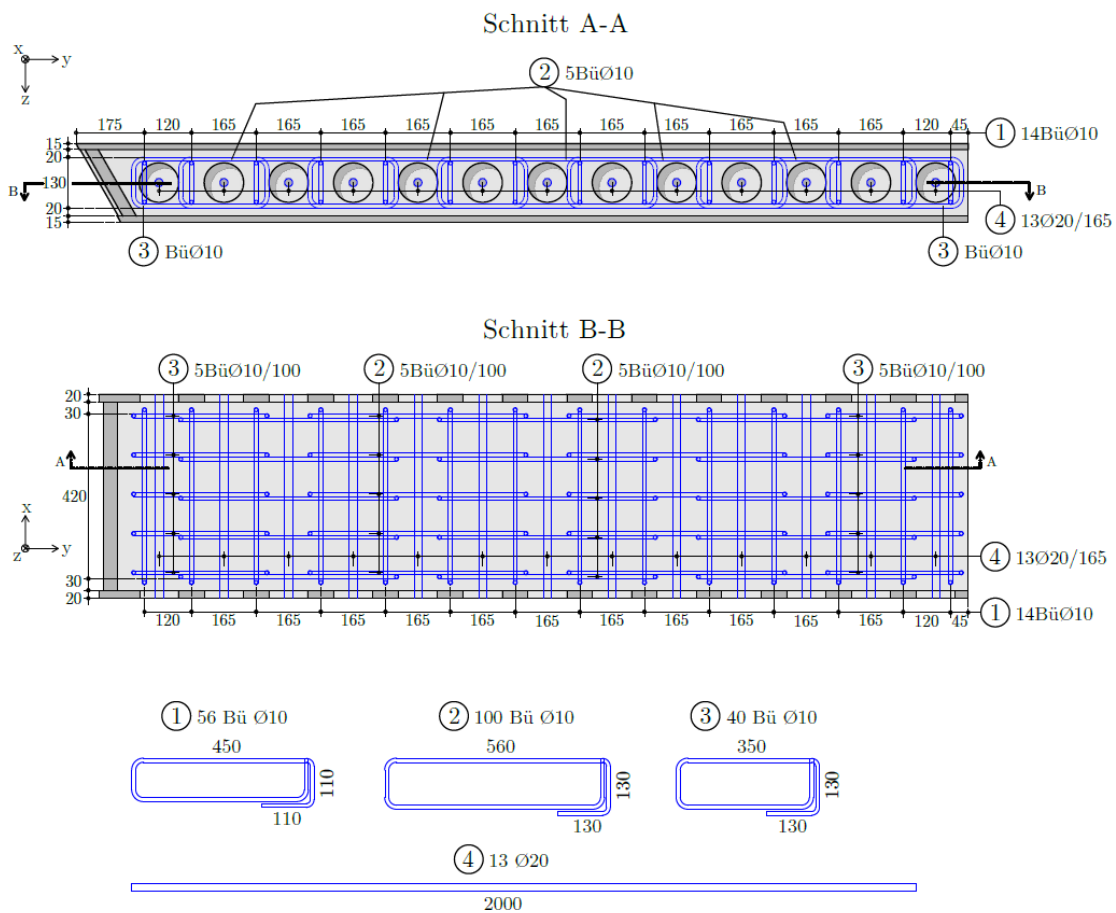 Schnitt A-A
x
y
z
② 5BüØ10
175 120 165 165 165 165 165 165 165 165 165 165 165 120 45
① 14BüØ10
15
20
130
20
15
B
B
④ 13Ø20/165
③ BüØ10
③ BüØ10
Schnitt B-B
③ 5BüØ10/100
② 5BüØ10/100
② 5BüØ10/100
③ 5BüØ10/100
20
30
A
A
420
x
z
y
④ 13Ø20/165
30
20
120 165 165 165 165 165 165 165 165 165 165 165 120 45
① 14BüØ10
① 56 Bü Ø10
450
110
110
② 100 Bü Ø10
560
130
130
③ 40 Bü Ø10
350
130
130
④ 13 Ø20
2000